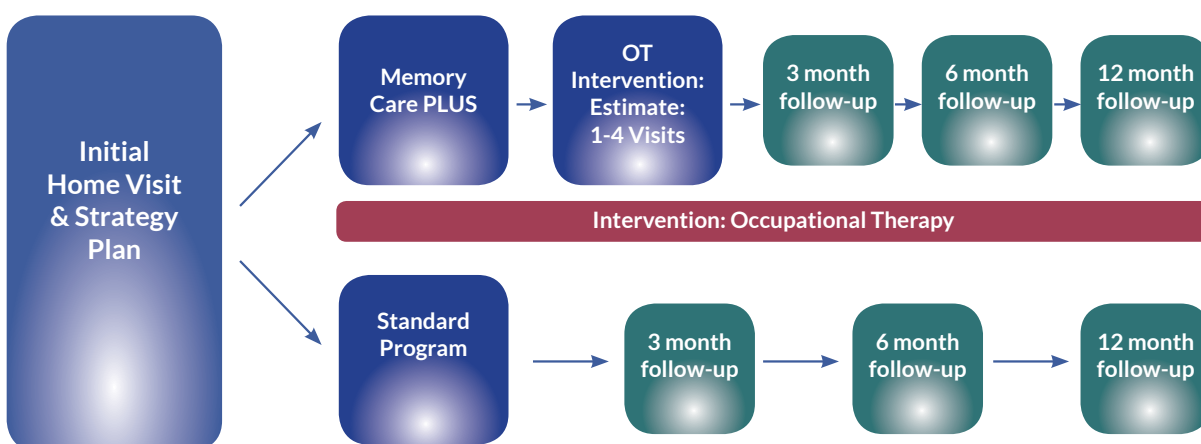 Initial
Home Visit
& Strategy
Plan
Memory
Care PLUS
OT
Intervention:
Estimate:
1-4 Visits
3 month
follow-up
6 month
follow-up
12 month
follow-up
Intervention: Occupational Therapy
Standard
Program
3 month
follow-up
6 month
follow-up
12 month
follow-up